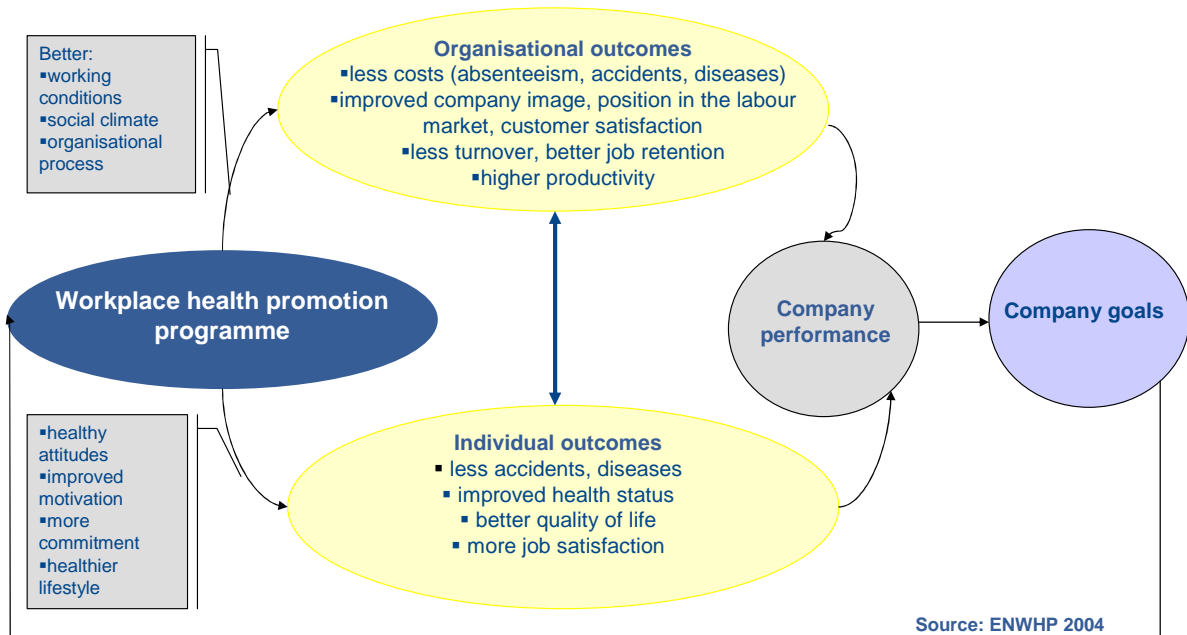 Better:
▪working
conditions
▪social climate
▪organisational
process
Organisational outcomes
▪less costs (absenteeism, accidents, diseases)
▪improved company image, position in the labour
market, customer satisfaction
▪less turnover, better job retention
▪higher productivity
Workplace health promotion
programme
Company
performance
Company goals
▪healthy
attitudes
▪improved
motivation
▪more
commitment
▪healthier
lifestyle
Individual outcomes
▪ less accidents, diseases
▪ improved health status
▪ better quality of life
▪ more job satisfaction
Source: ENWHP 2004